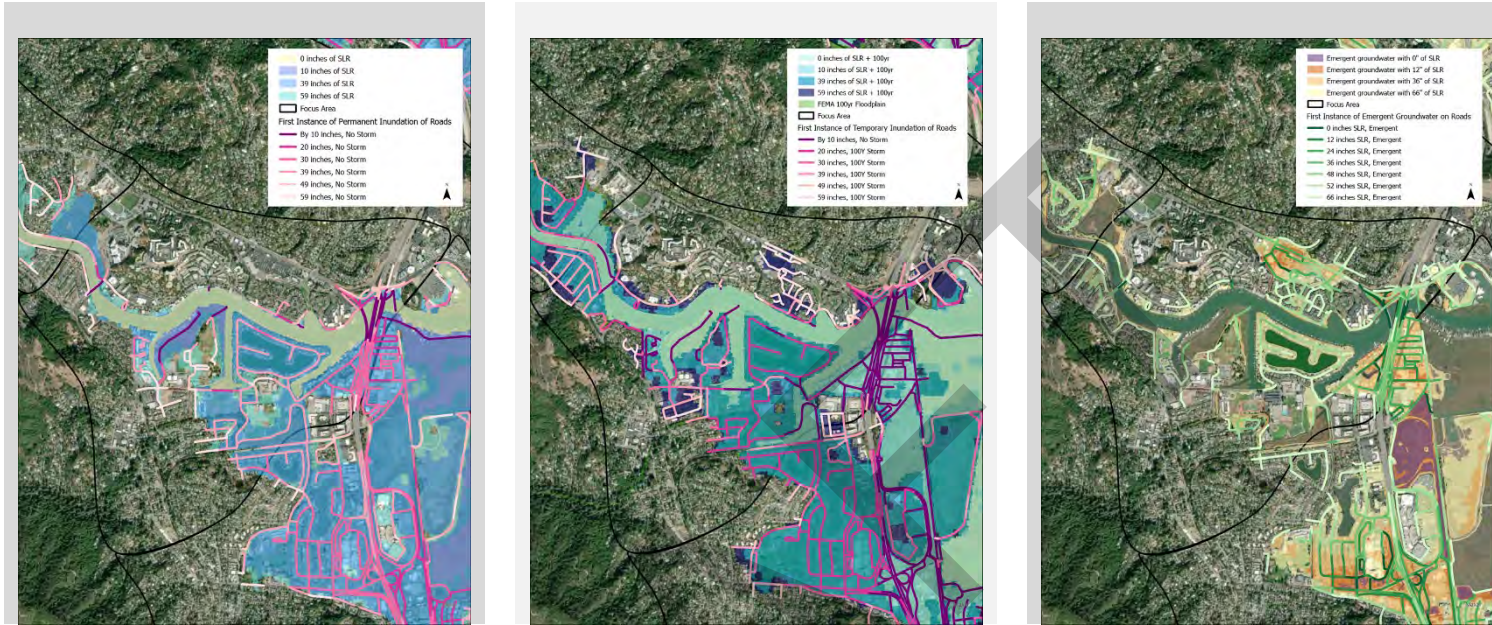 0 inches of SLR
10 inches of SLR
39 inches of SLR
59 inches of SLR
Focus Area
First Instance of Permanent Inundation of Roads
By 10 inches, No Storm
20 inches, No Storm
30 inches, No Storm
39 inches, No Storm
49 inches, No Storm
59 inches, No Storm
0 inches of SLR + 100yr
10 inches of SLR + 100yr
39 inches of SLR + 100yr
59 inches of SLR + 100yr
FEMA 100yr Floodplain
Focus Area
First Instance of Temporary Inundation of Roads
By 10 inches, No Storm
20 inches, 100Y Storm
30 inches, 100Y Storm
39 inches, 100Y Storm
49 inches, 100Y Storm
59 inches, 100Y Storm
Emergent groundwater with 0" of SLR
Emergent groundwater with 12" of SLR
Emergent groundwater with 36" of SLR
Emergent groundwater with 66" of SLR
Focus Area
First Instance of Emergent Groundwater on Roads
0 inches SLR, Emergent
12 inches SLR, Emergent
24 inches SLR, Emergent
36 inches SLR, Emergent
48 inches SLR, Emergent
52 inches SLR, Emergent
66 inches SLR, Emergent